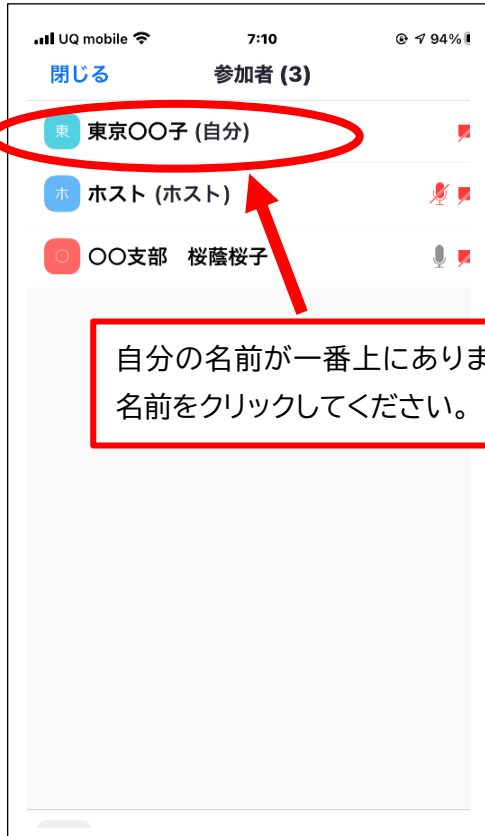 UQ mobile 7:10 94%
閉じる 参加者 (3)
東 東京〇〇子 (自分)
ホ ホスト (ホスト)
〇 〇〇支部　桜蔭桜子
自分の名前が一番上にありま
名前をクリックしてください。